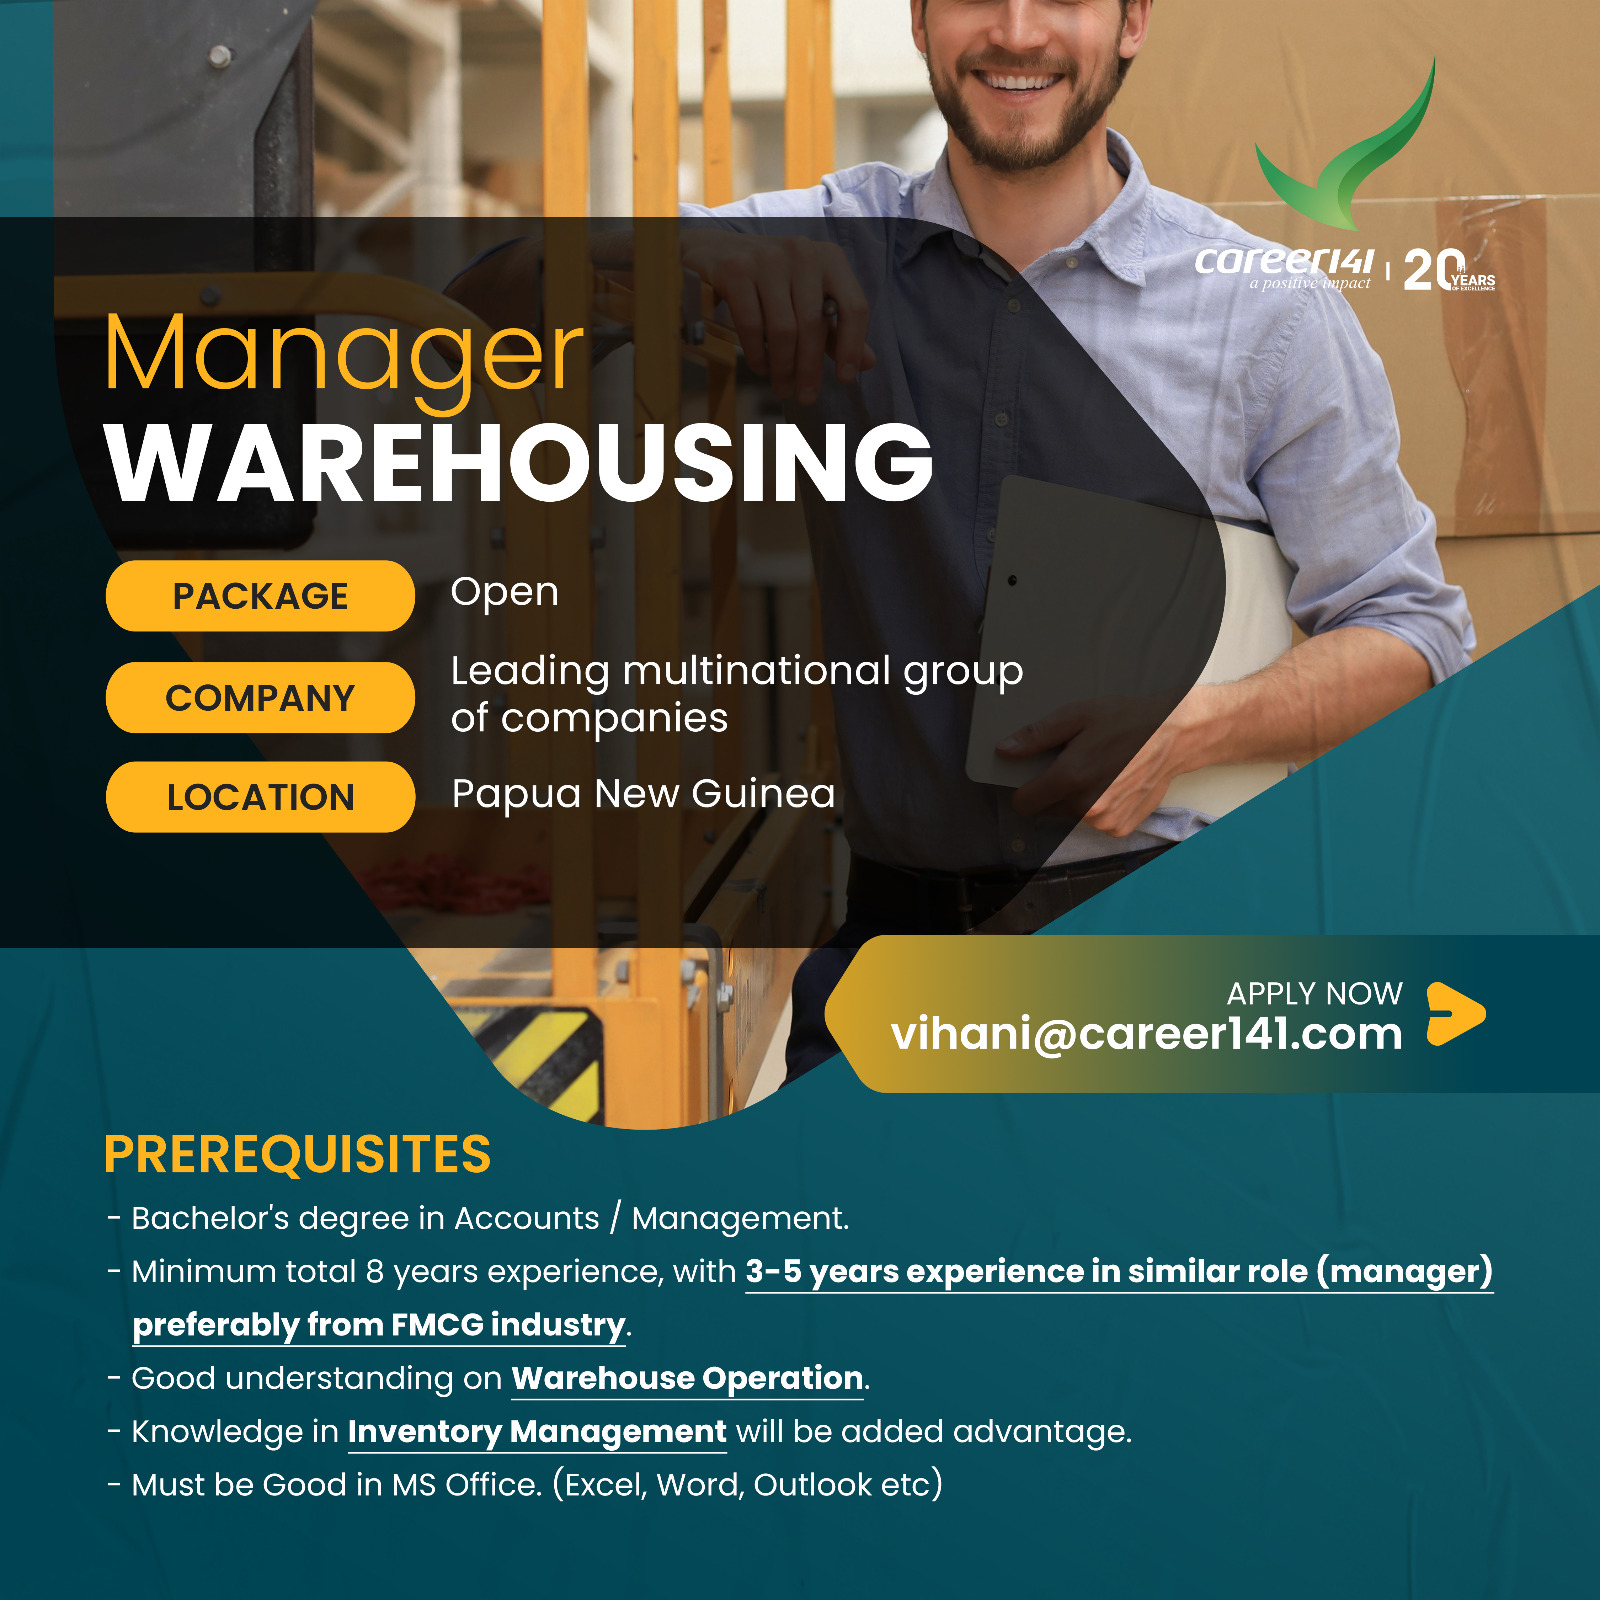 career141
a positive impact
20
YEARS
OF EXCELLENCE
Manager
WAREHOUSING
PACKAGE Open
COMPANY Leading multinational group
of companies
LOCATION Papua New Guinea
APPLY NOW
vihani@career141.com
PREREQUISITES
- Bachelor's degree in Accounts / Management.
- Minimum total 8 years experience, with 3-5 years experience in similar role (manager)
preferably from FMCG industry.
- Good understanding on Warehouse Operation.
- Knowledge in Inventory Management will be added advantage.
- Must be Good in MS Office. (Excel, Word, Outlook etc)